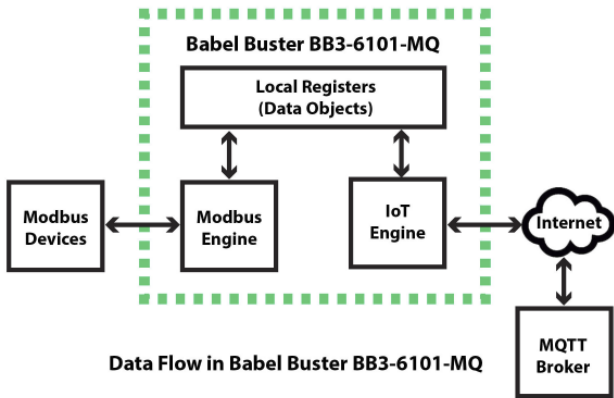 Babel Buster BB3-6101-MQ
Local Registers
(Data Objects)
Modbus
Devices
Modbus
Engine
IoT
Engine
Internet
MQTT
Broker
Data Flow in Babel Buster BB3-6101-MQ